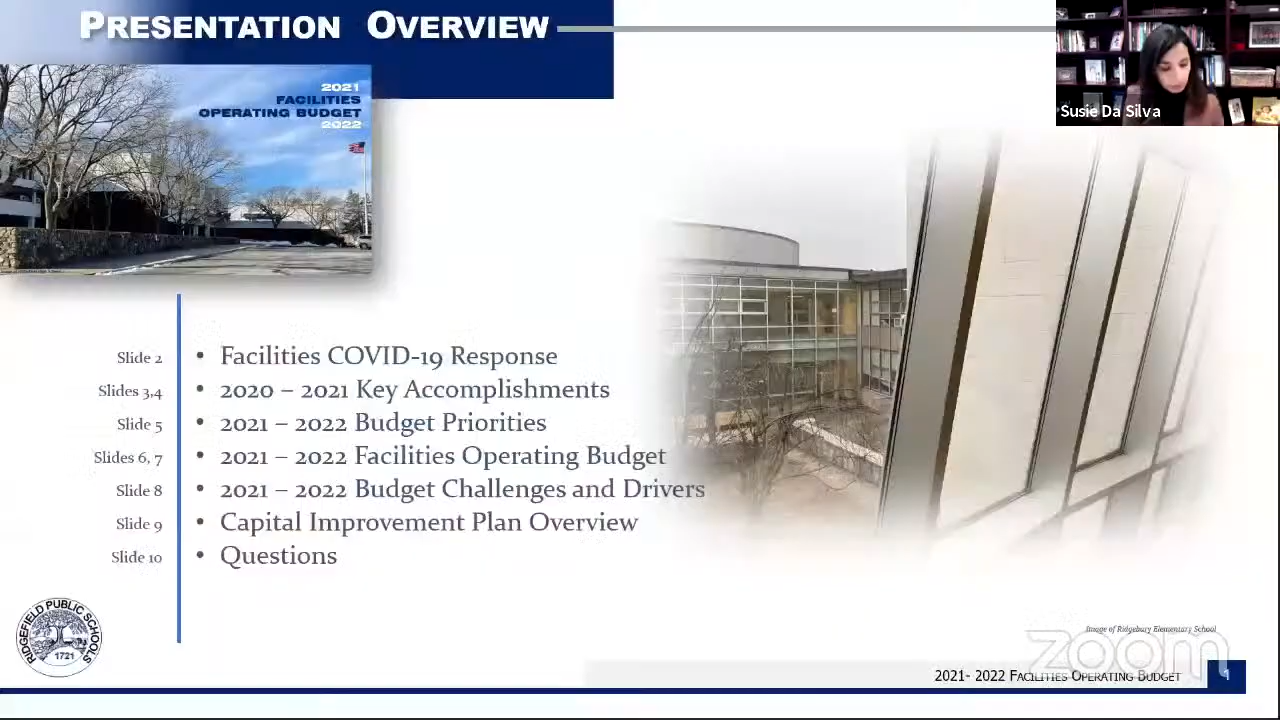 PRESENTATION OVERVIEW
Susie Da Silva
2021
FACILITIES
OPERATING BUDGET
2022
Slide 2 • Facilities COVID-19 Response
Slides 3,4 • 2020 – 2021 Key Accomplishments
Slide 5 • 2021 – 2022 Budget Priorities
Slides 6, 7 • 2021 – 2022 Facilities Operating Budget
Slide 8 • 2021 – 2022 Budget Challenges and Drivers
Slide 9 • Capital Improvement Plan Overview
Slide 10 • Questions
RIDGEFIELD PUBLIC SCHOOLS
1721
Image of Ridgebury Elementary School
zoom
2021- 2022 FACILITIES OPERATING BUDGET 1